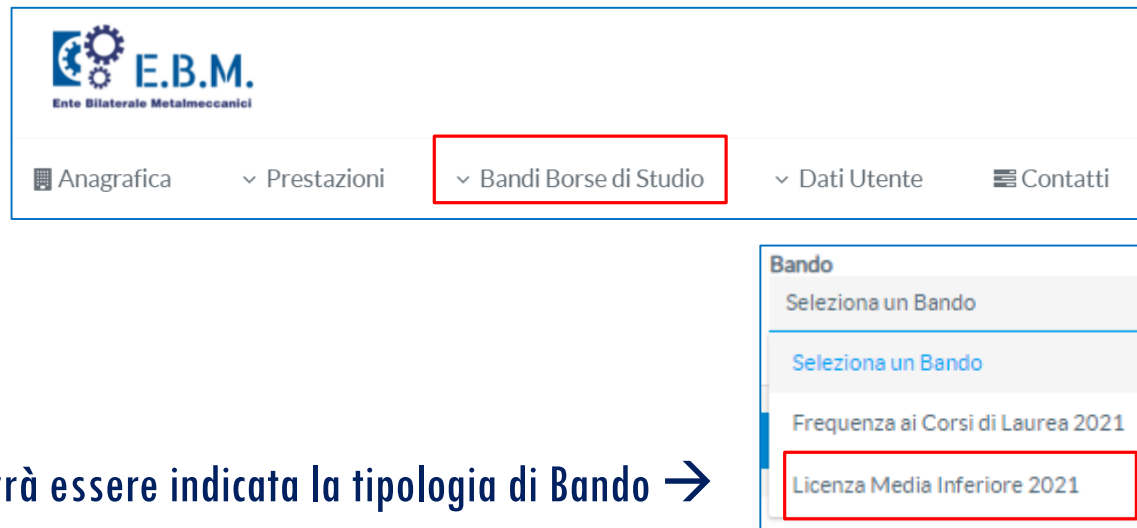 E.B.M.
Ente Bilaterale Metalmeccanici
Anagrafica Prestazioni Bandi Borse di Studio Dati Utente Contatti
Bando
Seleziona un Bando
Seleziona un Bando
Frequenza ai Corsi di Laurea 2021
Licenza Media Inferiore 2021
rà essere indicata la tipologia di Bando →